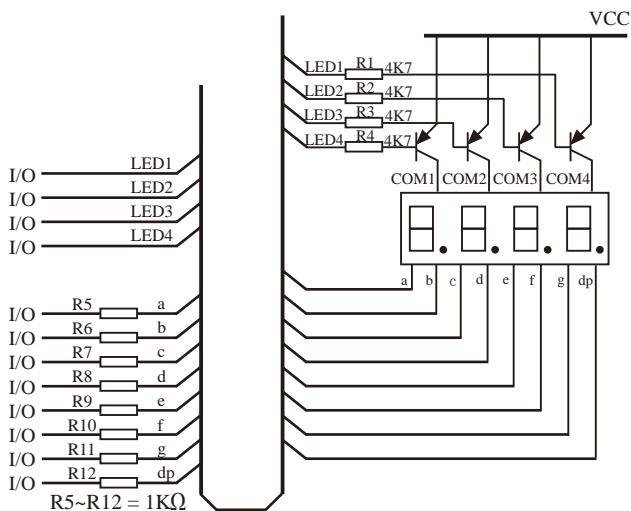 VCC
LED1 R1 4K7
LED2 R2 4K7
LED3 R3 4K7
LED4 R4 4K7
COM1 COM2 COM3 COM4
a b c d e f g dp
I/O LED1
I/O LED2
I/O LED3
I/O LED4
I/O R5 a
I/O R6 b
I/O R7 c
I/O R8 d
I/O R9 e
I/O R10 f
I/O R11 g
I/O R12 dp
R5~R12 = 1KΩ